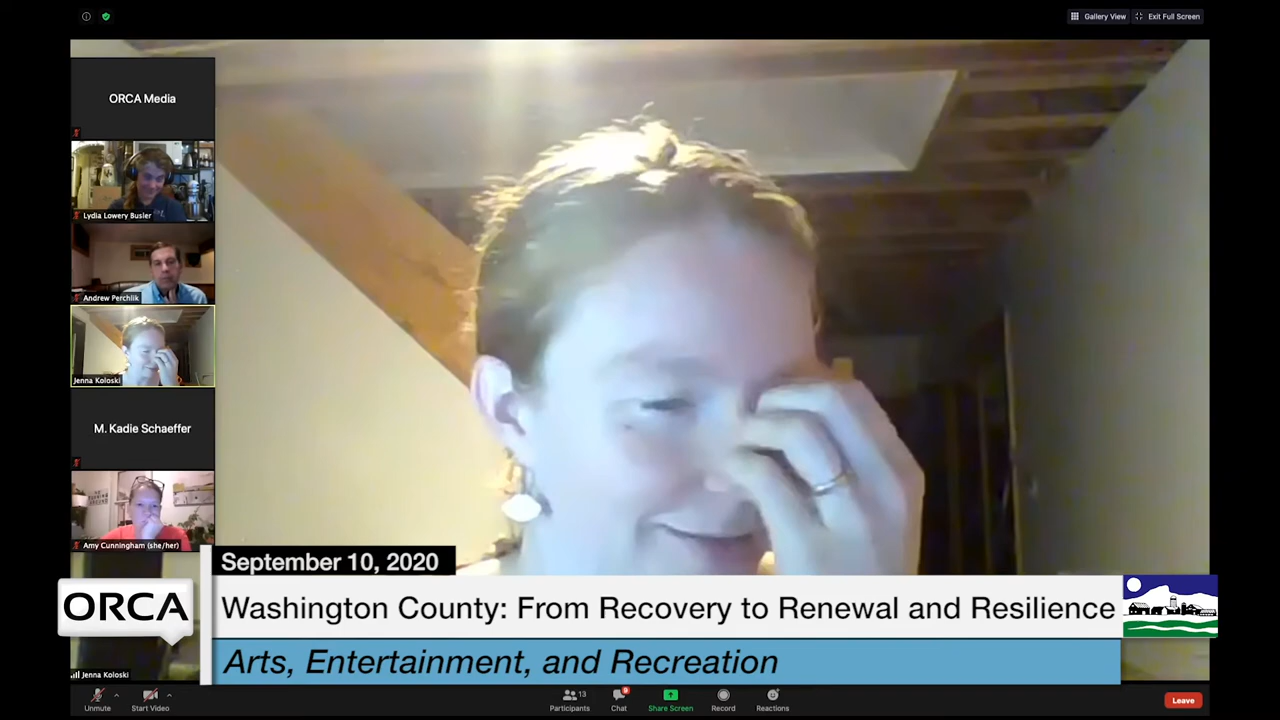 Gallery View
Exit Full Screen
ORCA Media
Lydia Lowery Busler
Andrew Perchlik
Jenna Koloski
M. Kadie Schaeffer
Amy Cunningham (she/her)
September 10, 2020
ORCA
Washington County: From Recovery to Renewal and Resilience
Arts, Entertainment, and Recreation
Jenna Koloski
Unmute
Start Video
Participants
13
Chat
Share Screen
Record
Reactions
Leave